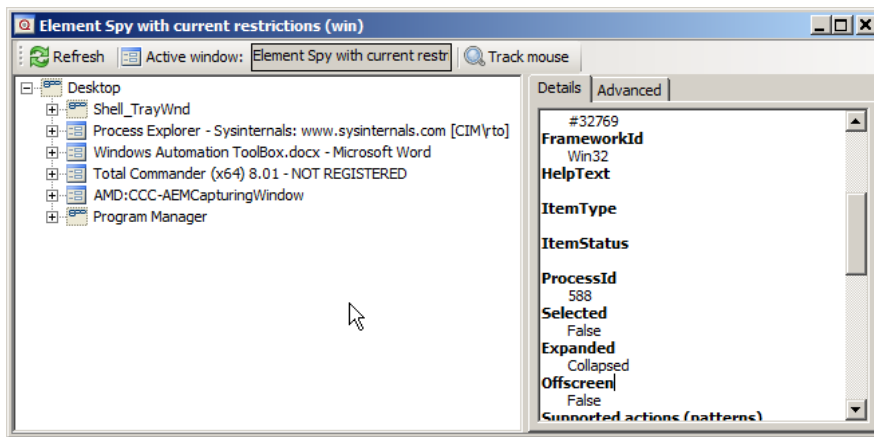 Element Spy with current restrictions (win)
Refresh Active window: Element Spy with current restr Track mouse
Desktop
Shell_TrayWnd
Process Explorer - Sysinternals: www.sysinternals.com [CIM\rto]
Windows Automation ToolBox.docx - Microsoft Word
Total Commander (x64) 8.01 - NOT REGISTERED
AMD:CCC-AEMCapturingWindow
Program Manager
Details Advanced
#32769
FrameworkId
Win32
HelpText
ItemType
ItemStatus
ProcessId
588
Selected
False
Expanded
Collapsed
Offscreen
False
Supported actions (patterns)